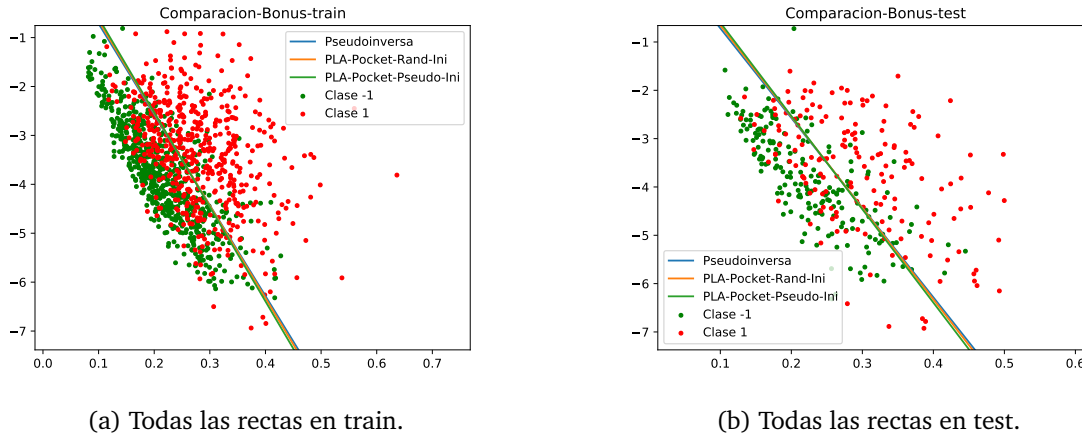 Comparacion-Bonus-train
−1
−2
−3
−4
−5
−6
−7
0.0 0.1 0.2 0.3 0.4 0.5 0.6 0.7
Pseudoinversa
PLA-Pocket-Rand-Ini
PLA-Pocket-Pseudo-Ini
Clase -1
Clase 1
(a) Todas las rectas en train.
Comparacion-Bonus-test
−1
−2
−3
−4
−5
−6
−7
0.1 0.2 0.3 0.4 0.5 0.6
Pseudoinversa
PLA-Pocket-Rand-Ini
PLA-Pocket-Pseudo-Ini
Clase -1
Clase 1
(b) Todas las rectas en test.